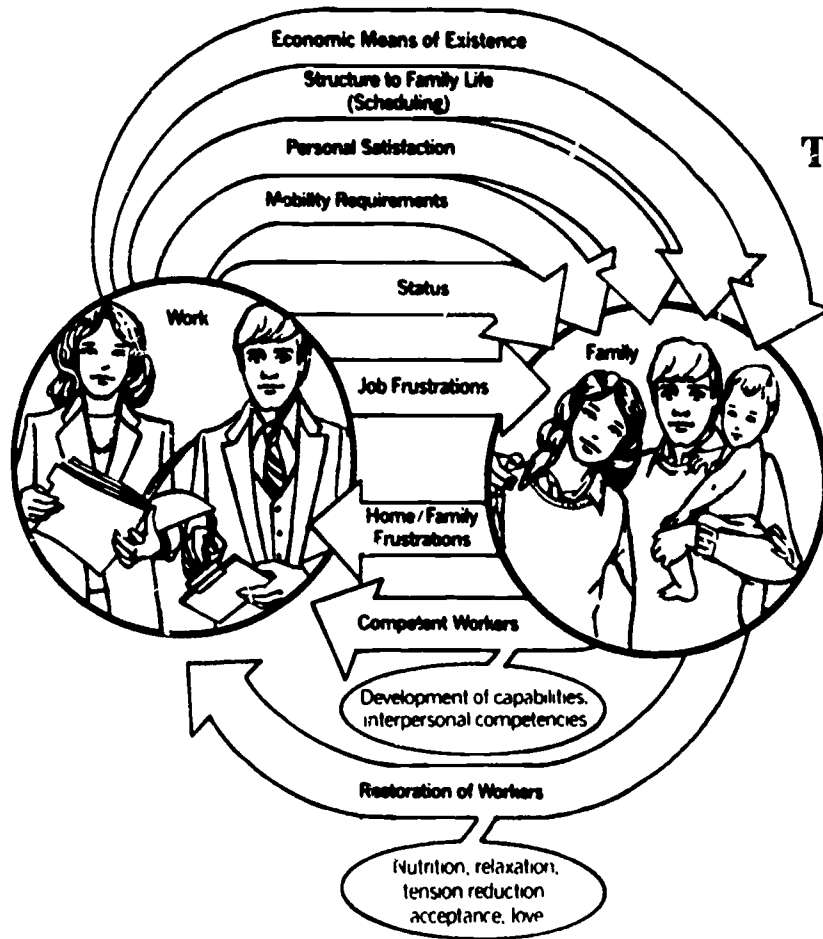 Economic Means of Existence
Structure to Family Life
(Scheduling)
T
Personal Satisfaction
Mobility Requirements
Status
Work
Family
Job Frustrations
Home/Family
Frustrations
Competent Workers
Development of capabilities,
interpersonal competencies
Restoration of Workers
Nutrition, relaxation,
tension reduction
acceptance, love